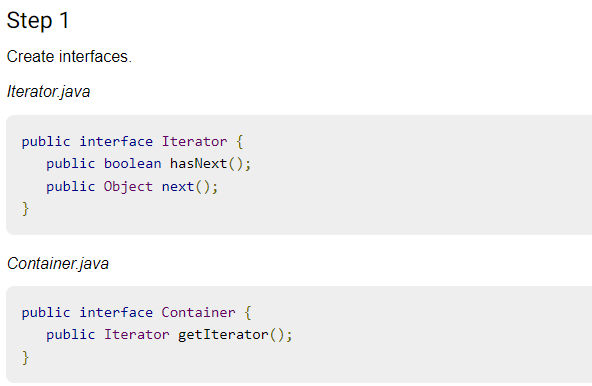 Step 1
Create interfaces.
Iterator.java
public interface Iterator {
   public boolean hasNext();
   public Object next();
}
Container.java
public interface Container {
   public Iterator getIterator();
}